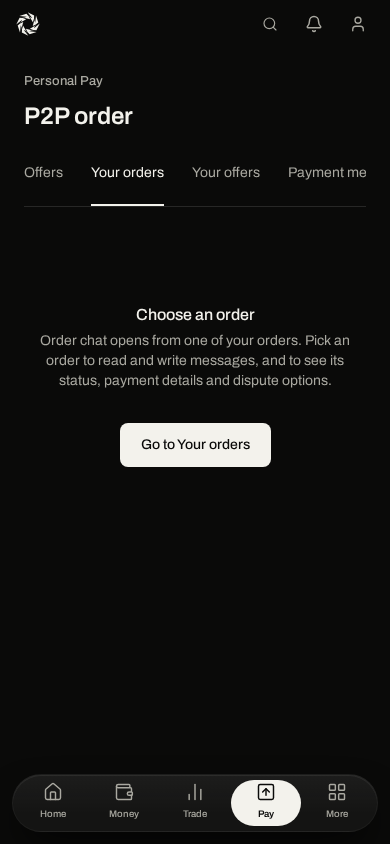 Personal Pay
P2P order
Offers Your orders Your offers Payment me
Choose an order
Order chat opens from one of your orders. Pick an
order to read and write messages, and to see its
status, payment details and dispute options.
Go to Your orders
Home Money Trade Pay More